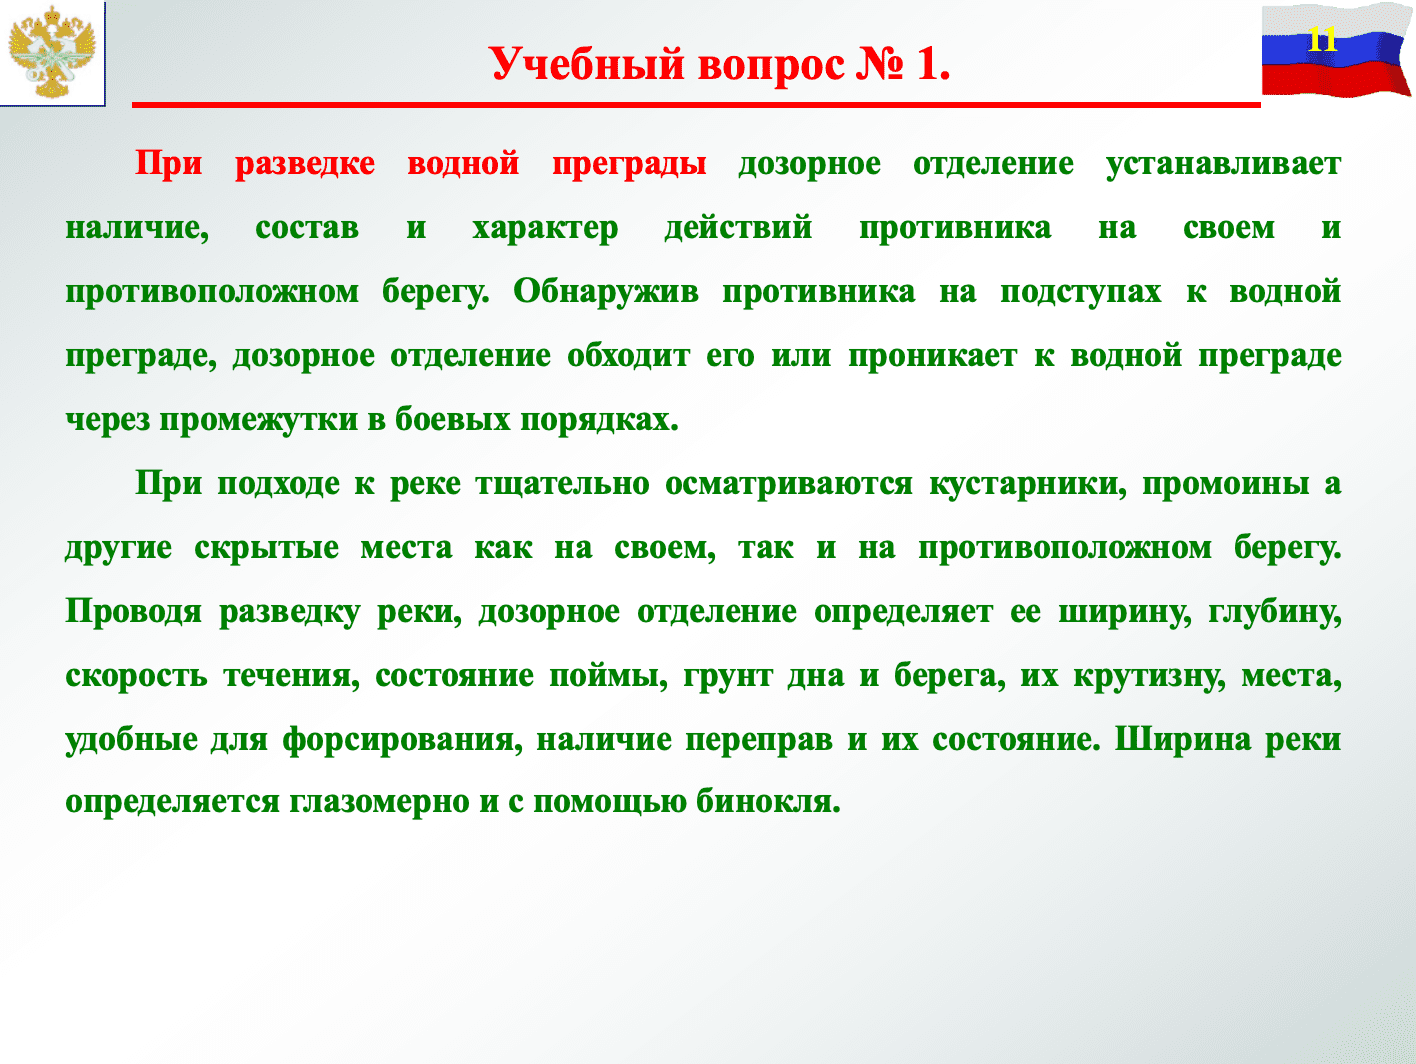 Учебный вопрос № 1.
11
При разведке водной преграды дозорное отделение устанавливает
наличие, состав и характер действий противника на своем и
противоположном берегу. Обнаружив противника на подступах к водной
преграде, дозорное отделение обходит его или проникает к водной преграде
через промежутки в боевых порядках.
При подходе к реке тщательно осматриваются кустарники, промоины а
другие скрытые места как на своем, так и на противоположном берегу.
Проводя разведку реки, дозорное отделение определяет ее ширину, глубину,
скорость течения, состояние поймы, грунт дна и берега, их крутизну, места,
удобные для форсирования, наличие переправ и их состояние. Ширина реки
определяется глазомерно и с помощью бинокля.